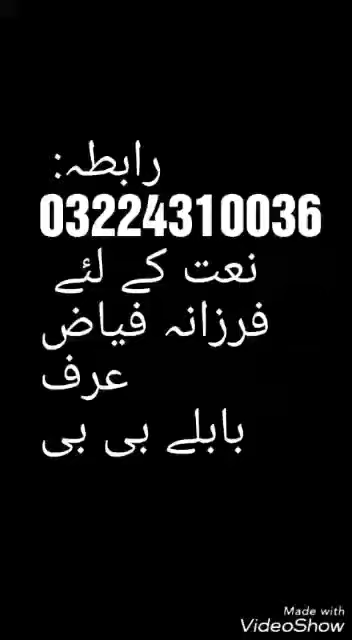 رابطہ:
03224310036
نعت کے لئے
فرزانہ فیاض
عرف
بابلے بی بی
Made with
VideoShow